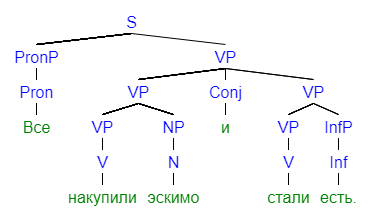 S
PronP VP
Pron VP Conj VP
Все VP NP и VP InfP
V N V Inf
накупили эскимо стали есть.